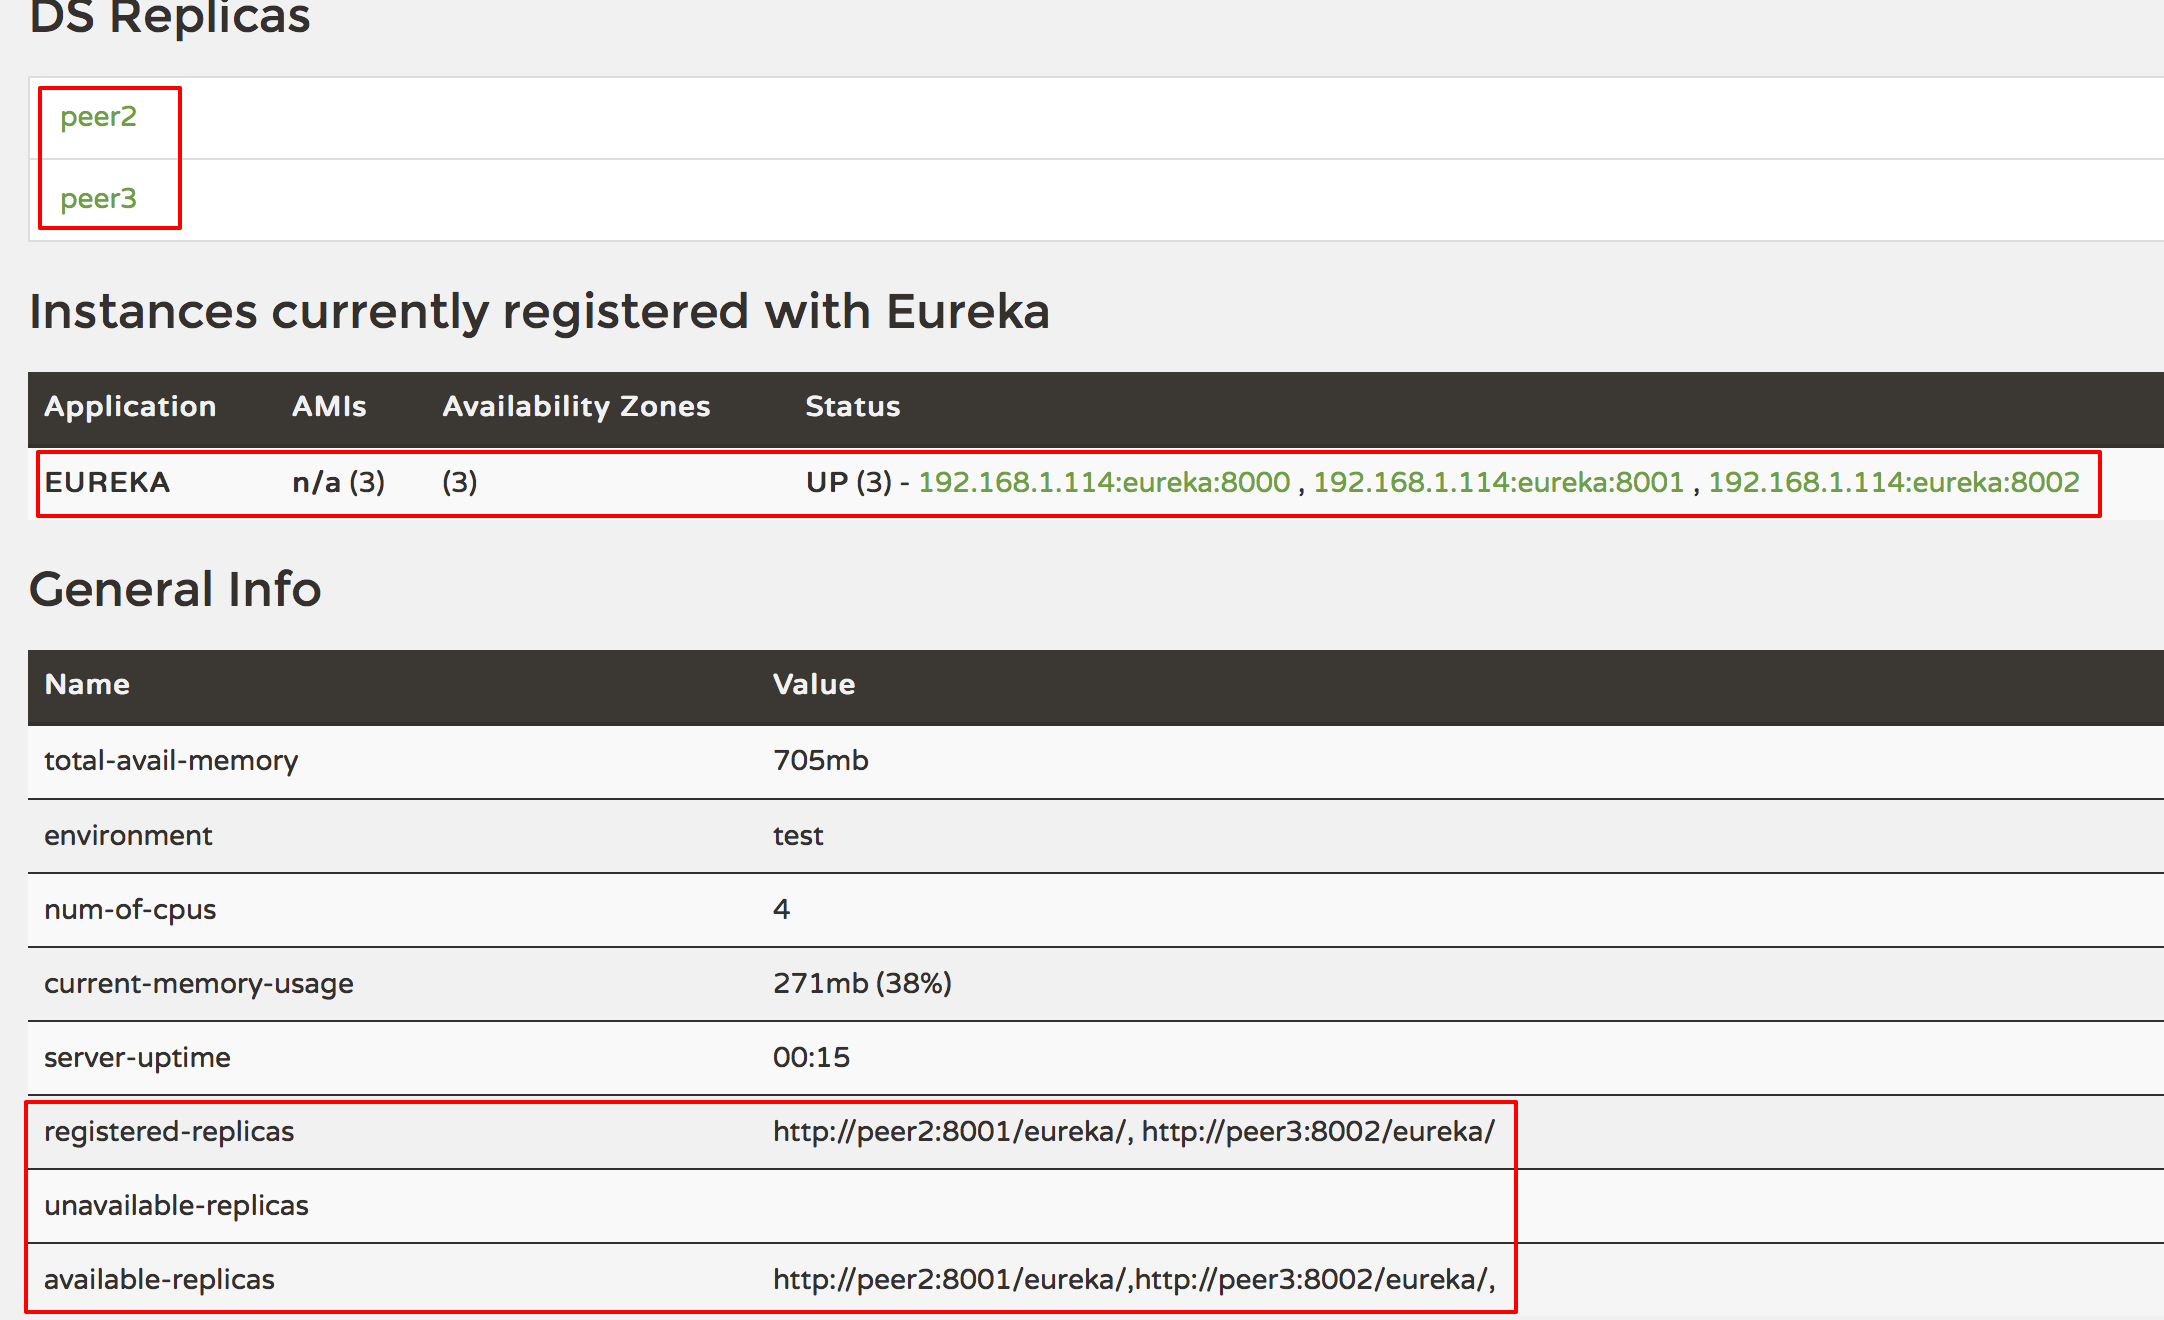 DS Replicas
peer2
peer3
Instances currently registered with Eureka
Application AMIs Availability Zones Status
EUREKA n/a (3) (3) UP (3) - 192.168.1.114:eureka:8000 , 192.168.1.114:eureka:8001 , 192.168.1.114:eureka:8002
General Info
Name Value
total-avail-memory 705mb
environment test
num-of-cpus 4
current-memory-usage 271mb (38%)
server-uptime 00:15
registered-replicas http://peer2:8001/eureka/, http://peer3:8002/eureka/
unavailable-replicas
available-replicas http://peer2:8001/eureka/,http://peer3:8002/eureka/,